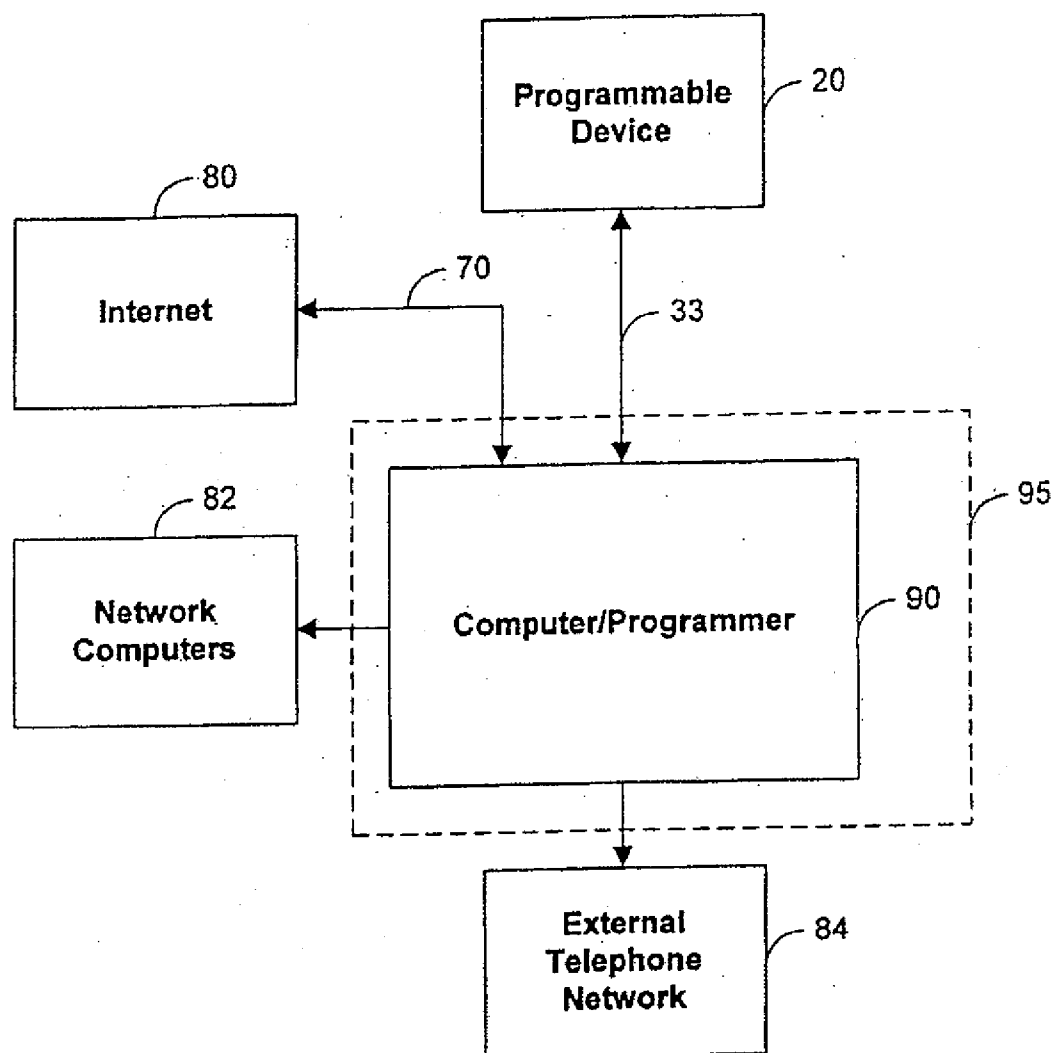 Programmable
Device
20
80
Internet
70
33
82
Network
Computers
95
Computer/Programmer
90
External
Telephone
Network
84